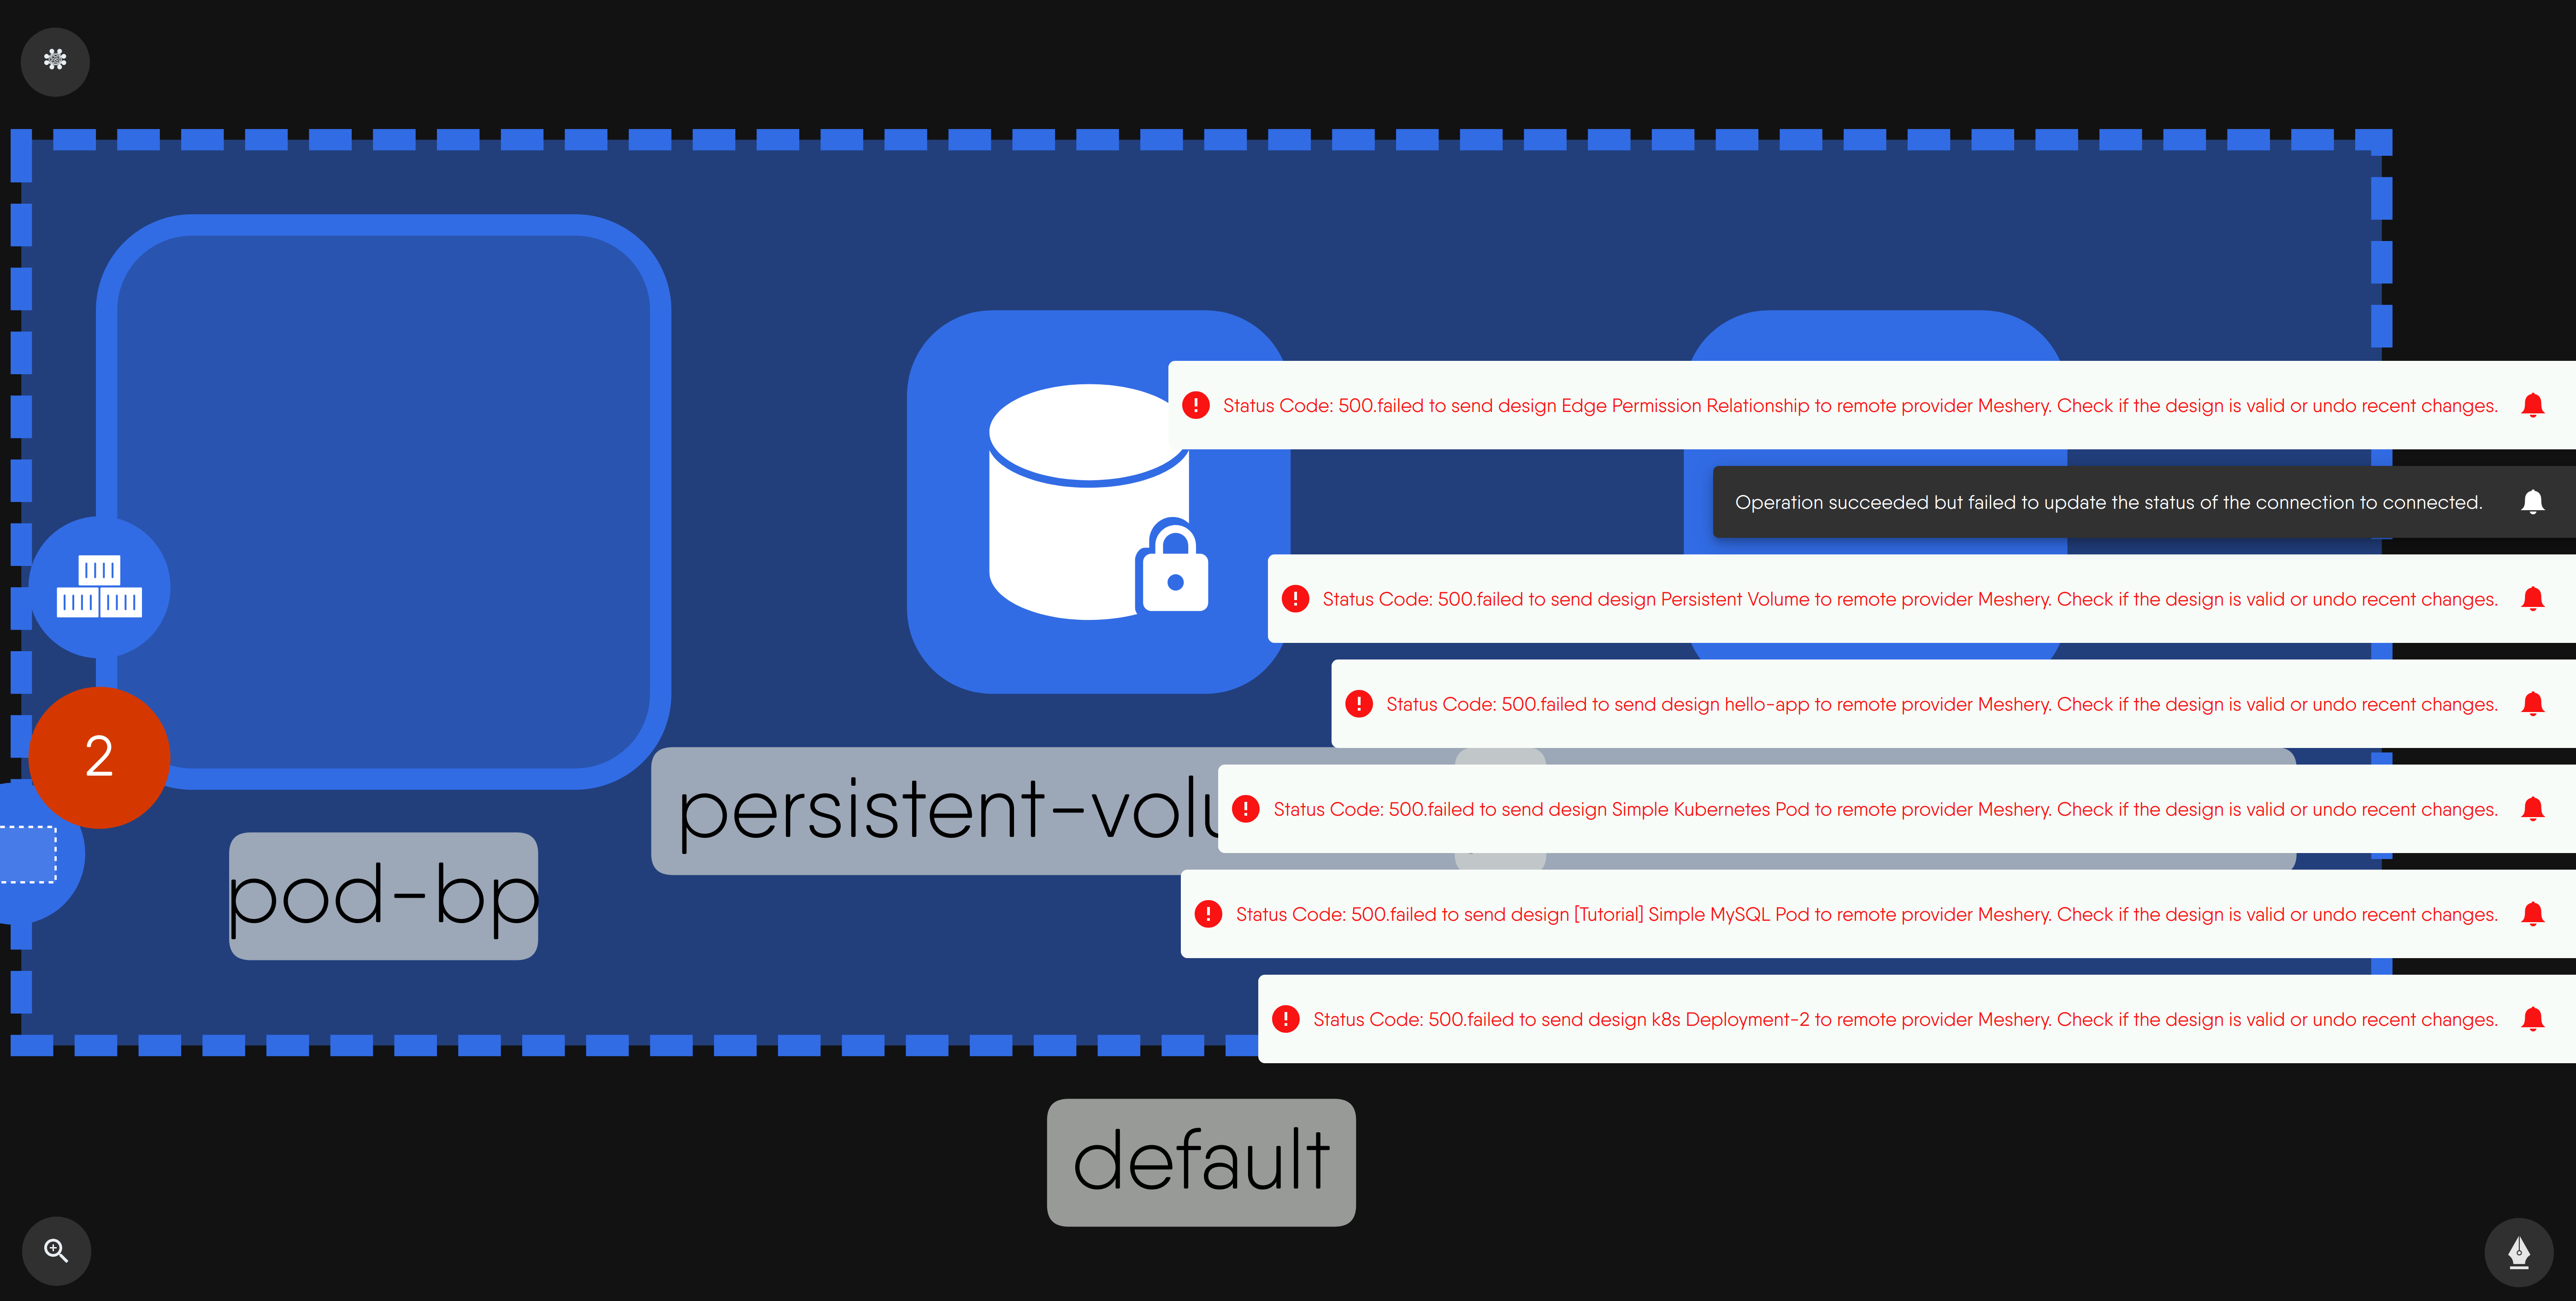 Status Code: 500.failed to send design Edge Permission Relationship to remote provider Meshery. Check if the design is valid or undo recent changes.
Operation succeeded but failed to update the status of the connection to connected.
Status Code: 500.failed to send design Persistent Volume to remote provider Meshery. Check if the design is valid or undo recent changes.
Status Code: 500.failed to send design hello-app to remote provider Meshery. Check if the design is valid or undo recent changes.
2
persistent-volu
Status Code: 500.failed to send design Simple Kubernetes Pod to remote provider Meshery. Check if the design is valid or undo recent changes.
pod-bp
Status Code: 500.failed to send design [Tutorial] Simple MySQL Pod to remote provider Meshery. Check if the design is valid or undo recent changes.
Status Code: 500.failed to send design k8s Deployment-2 to remote provider Meshery. Check if the design is valid or undo recent changes.
default